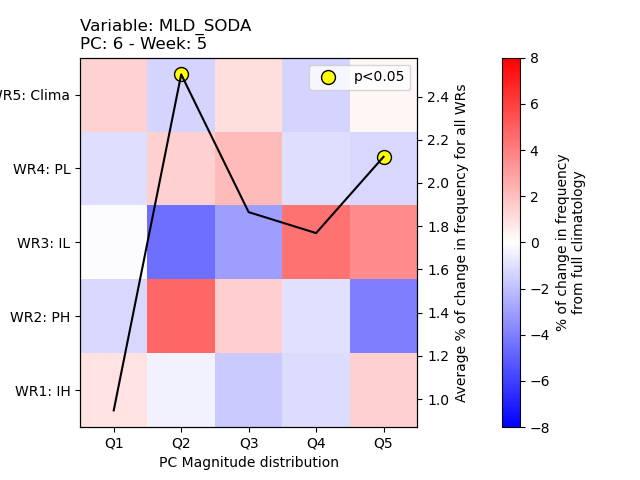 Variable: MLD_SODA
PC: 6 - Week: 5
p<0.05
WR5: Clima
WR4: PL
WR3: IL
WR2: PH
WR1: IH
Q1 Q2 Q3 Q4 Q5
PC Magnitude distribution
2.4
2.2
2.0
1.8
1.6
1.4
1.2
1.0
Average % of change in frequency for all WRs
8
6
4
2
0
−2
−4
−6
−8
% of change in frequency
from full climatology